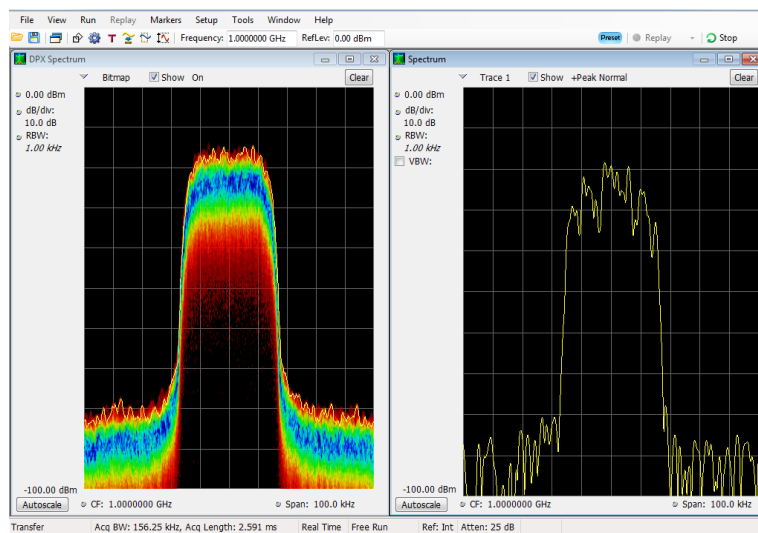 File View Run Replay Markers Setup Tools Window Help
T Frequency: 1.0000000 GHz RefLev: 0.00 dBm Preset Replay Stop
DPX Spectrum
Bitmap Show On Clear
0.00 dBm
dB/div:
10.0 dB
RBW:
1.00 kHz
-100.00 dBm
Autoscale CF: 1.0000000 GHz Span: 100.0 kHz
Spectrum
Trace 1 Show +Peak Normal Clear
0.00 dBm
dB/div:
10.0 dB
RBW:
1.00 kHz
VBW:
-100.00 dBm
Autoscale CF: 1.0000000 GHz Span: 100.0 kHz
Transfer Acq BW: 156.25 kHz, Acq Length: 2.591 ms Real Time Free Run Ref: Int Atten: 25 dB